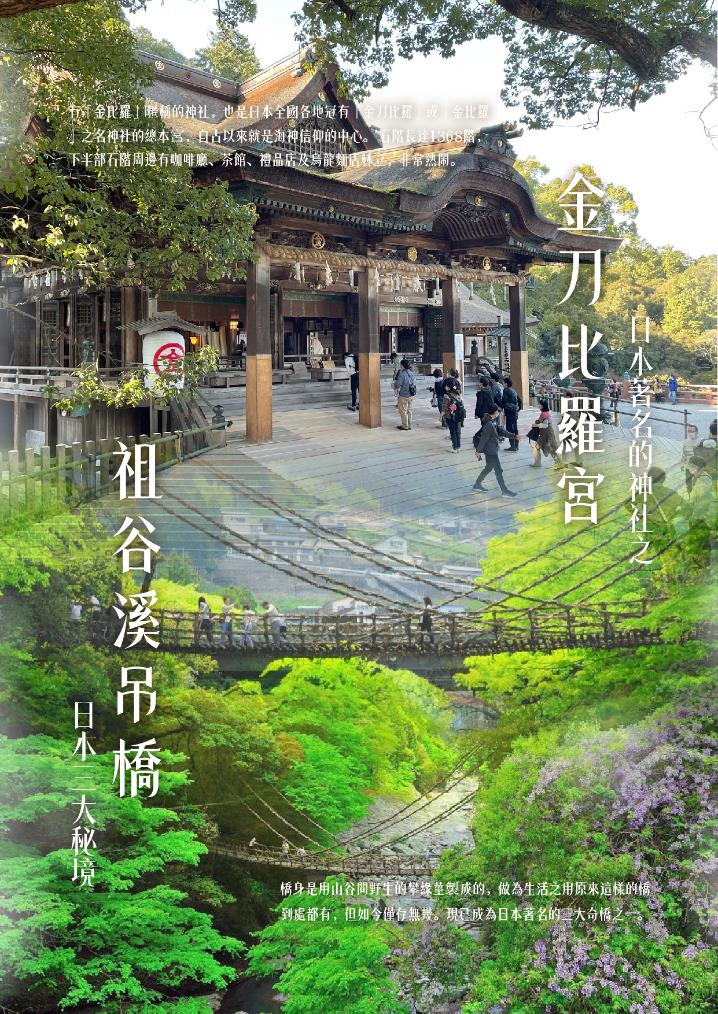 有「金比羅」暱稱的神社，也是日本全國各地冠有「金刀比羅」或「金比羅
」之名神社的總本宮，自古以來就是海神信仰的中心。石階長達1368階，
下半部石階周邊有咖啡廳、茶館、禮品店及烏龍麵店林立，非常熱鬧。
金刀比羅宮
日本著名的神社之一
金
祖谷溪吊橋
日本三大秘境
橋身是用山谷間野生的攀緣莖製成的，做為生活之用原來這樣的橋
到處都有，但如今僅存無幾。現已成為日本著名的三大奇橋之一。